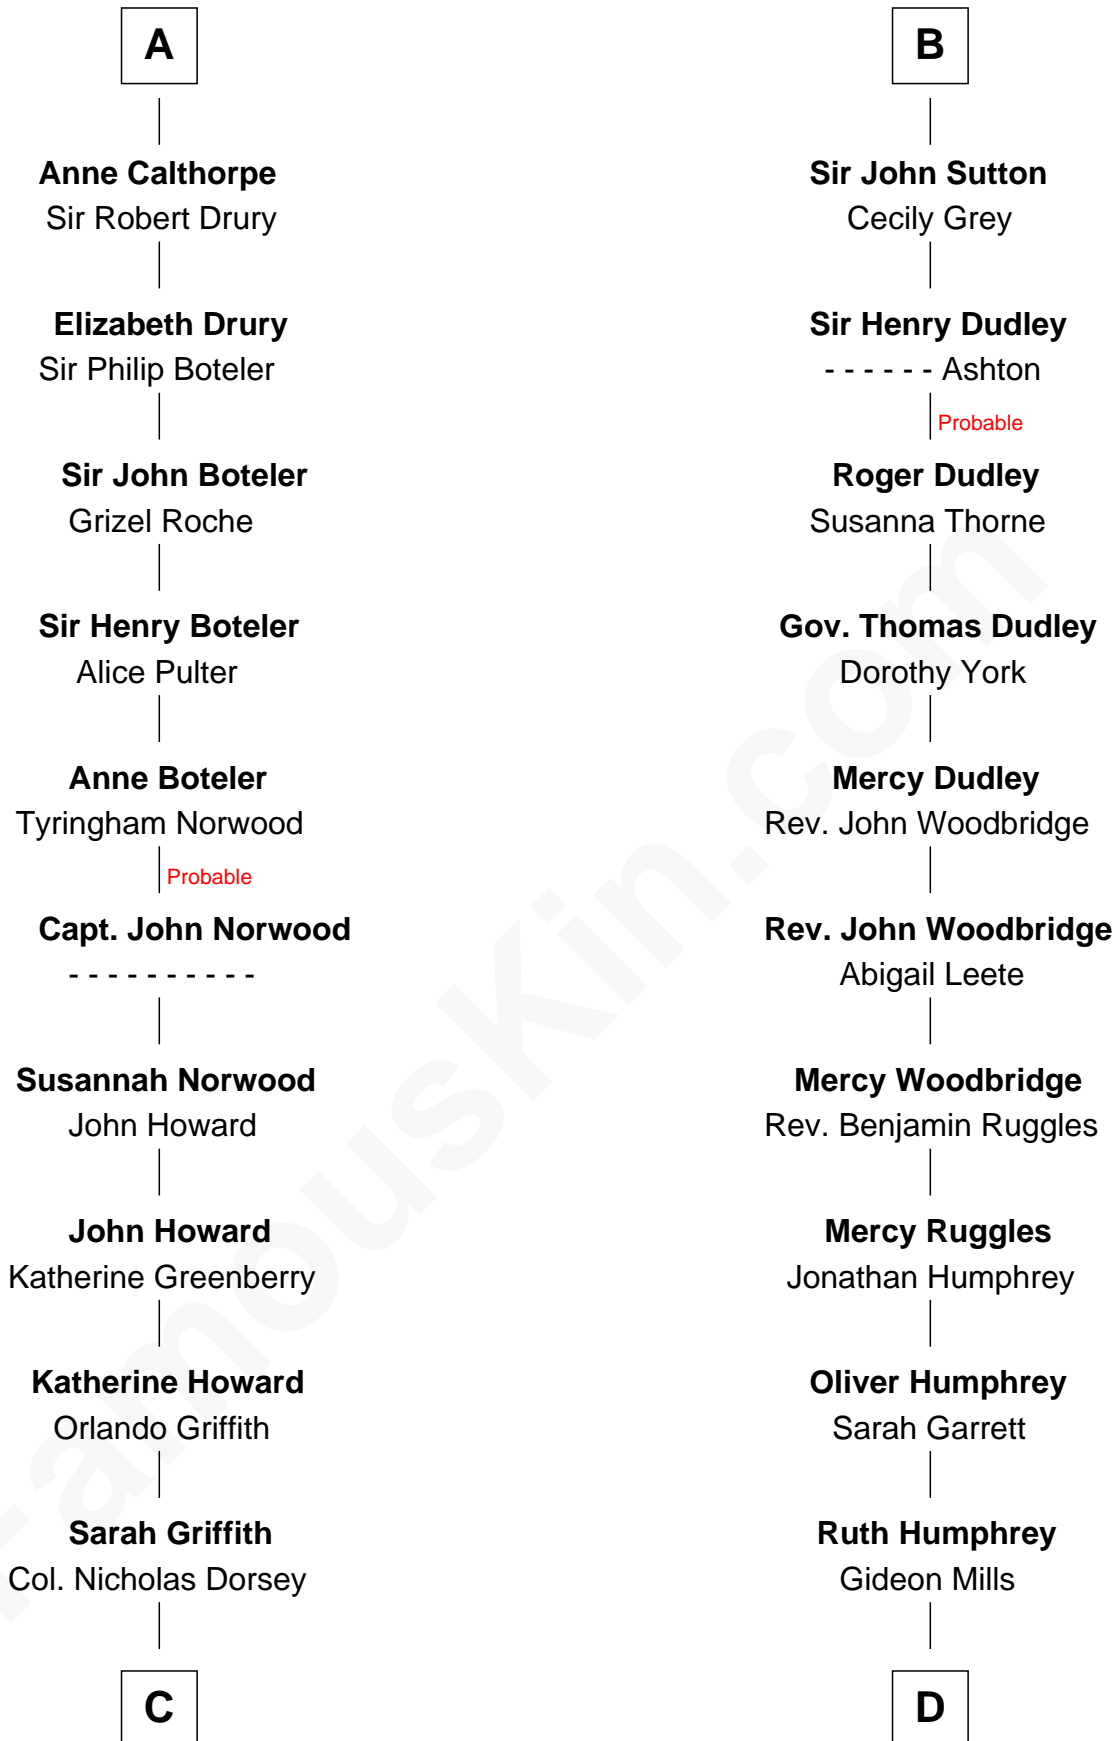 A
Anne Calthorpe
Sir Robert Drury
Elizabeth Drury
Sir Philip Boteler
Sir John Boteler
Grizel Roche
Sir Henry Boteler
Alice Pulter
Anne Boteler
Tyringham Norwood
Probable
Capt. John Norwood
- - - - - - - - - -
Susannah Norwood
John Howard
John Howard
Katherine Greenberry
Katherine Howard
Orlando Griffith
Sarah Griffith
Col. Nicholas Dorsey
C
B
Sir John Sutton
Cecily Grey
Sir Henry Dudley
- - - - - - Ashton
Probable
Roger Dudley
Susanna Thorne
Gov. Thomas Dudley
Dorothy York
Mercy Dudley
Rev. John Woodbridge
Rev. John Woodbridge
Abigail Leete
Mercy Woodbridge
Rev. Benjamin Ruggles
Mercy Ruggles
Jonathan Humphrey
Oliver Humphrey
Sarah Garrett
Ruth Humphrey
Gideon Mills
D
FamousKin.com